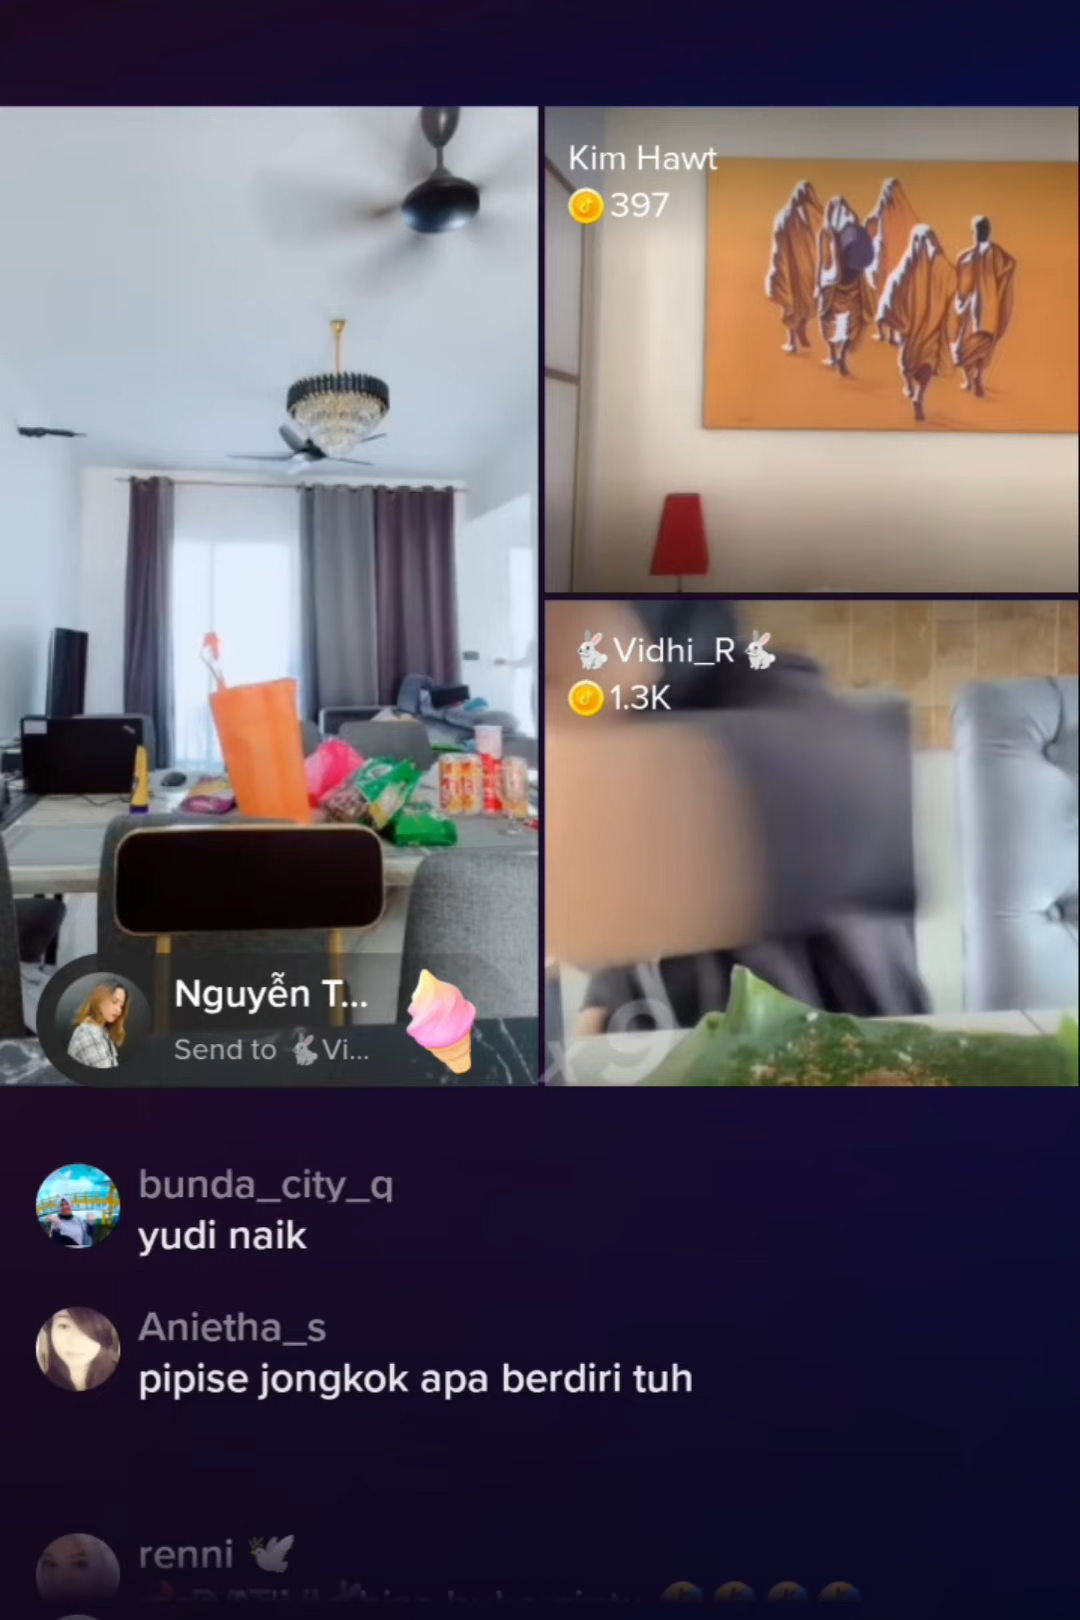 Kim Hawt
397
🐇Vidhi_R🐇
1.3K
Nguyễn T...
Send to 🐇Vi...
x9
bunda_city_q
yudi naik
Anietha_s
pipise jongkok apa berdiri tuh
renni 🕊️